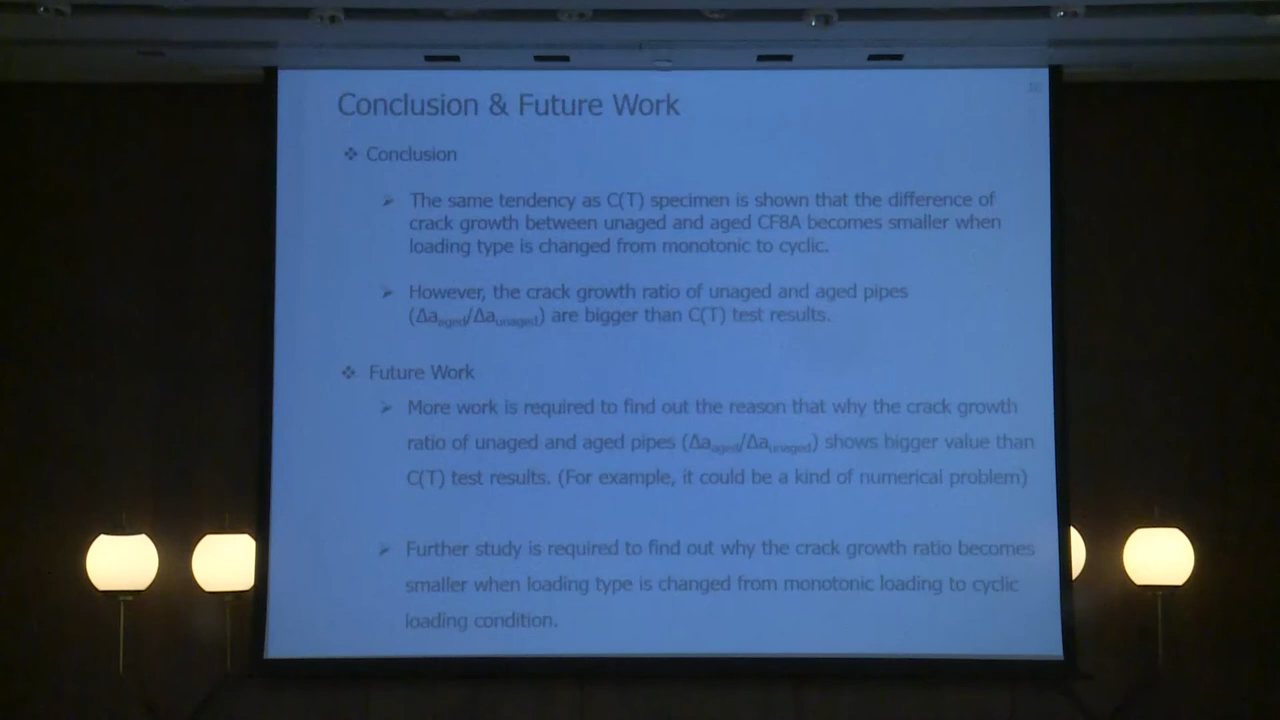 Conclusion & Future Work
❖ Conclusion
➢ The same tendency as C(T) specimen is shown that the difference of
crack growth between unaged and aged CF8A becomes smaller when
loading type is changed from monotonic to cyclic.
➢ However, the crack growth ratio of unaged and aged pipes
(Δaaged/Δaunaged) are bigger than C(T) test results.
❖ Future Work
➢ More work is required to find out the reason that why the crack growth
ratio of unaged and aged pipes (Δaaged/Δaunaged) shows bigger value than
C(T) test results. (For example, it could be a kind of numerical problem)
➢ Further study is required to find out why the crack growth ratio becomes
smaller when loading type is changed from monotonic loading to cyclic
loading condition.